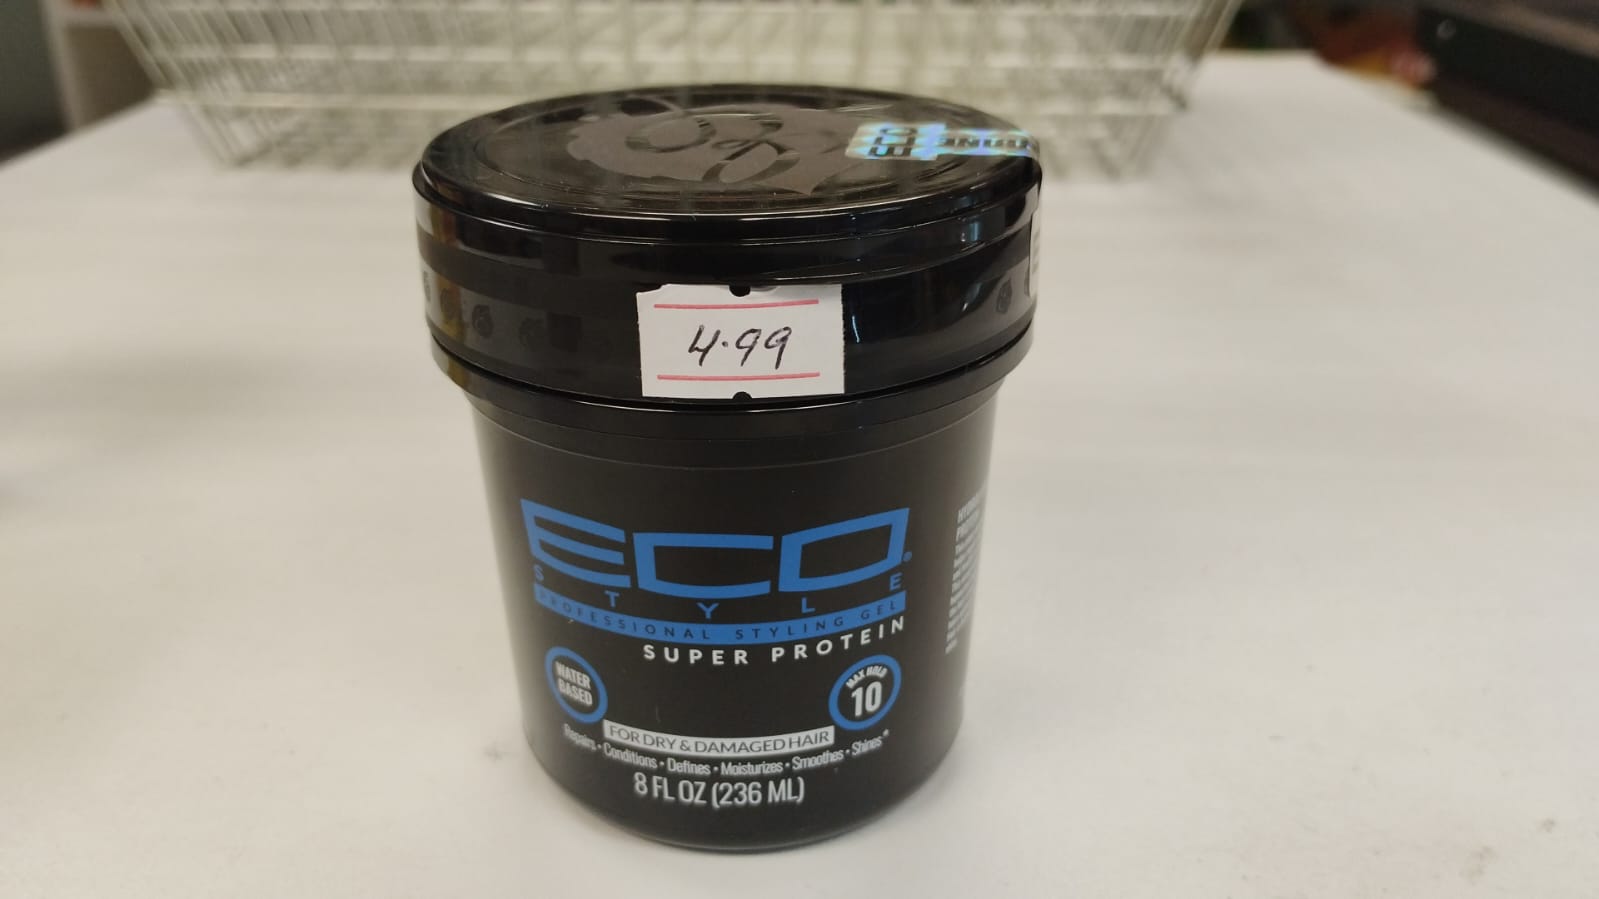 4.99
ECO®
STYLE
PROFESSIONAL STYLING GEL
SUPER PROTEIN
WATER
BASED
MAX HOLD
10
FOR DRY & DAMAGED HAIR
Repairs • Conditions • Defines • Moisturizes • Smoothes • Shines*
8 FL OZ (236 ML)